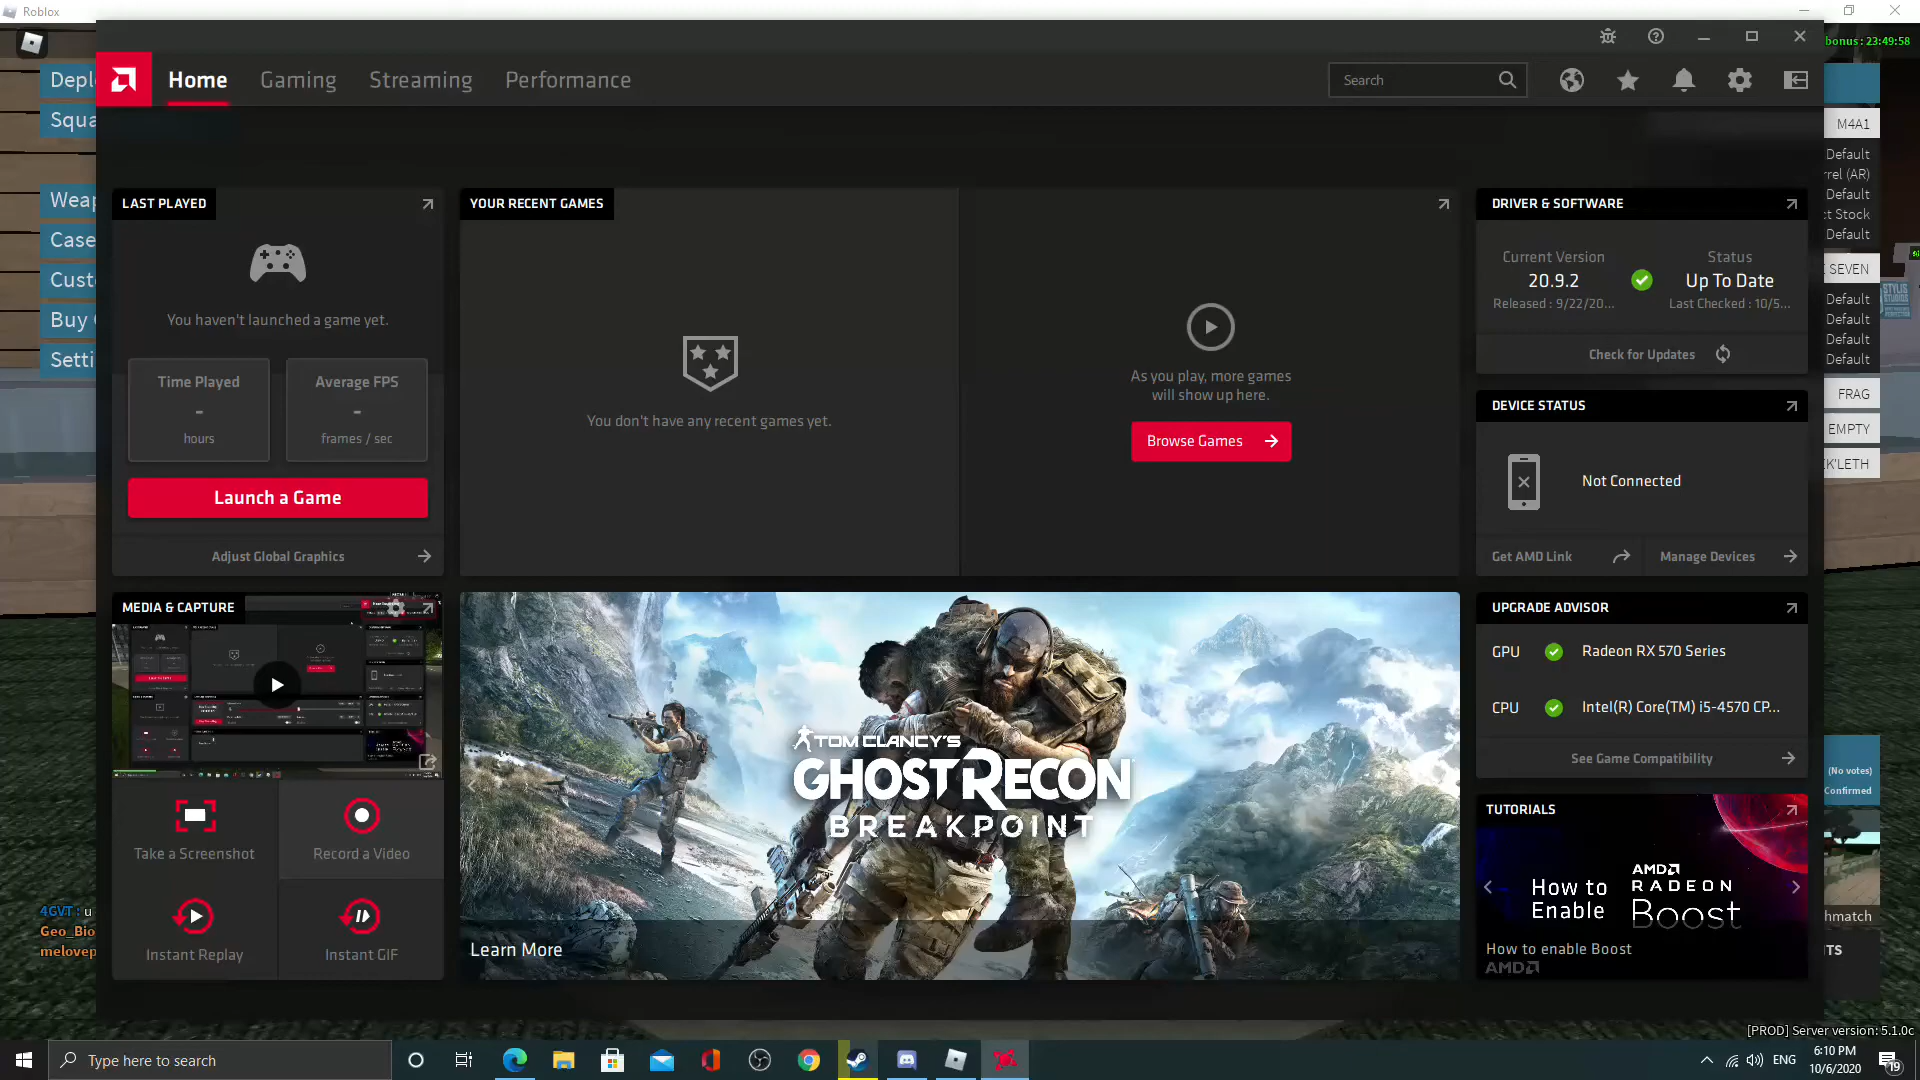 Roblox
bonus : 23:49:58
Home
Gaming
Streaming
Performance
Search
Depl
Squa
Weap
Case
Cust
Buy
Setti
M4A1
Default
rrel (AR)
Default
ct Stock
Default
SEVEN
STYLIS
STUDIOS
Default
Default
Default
Default
FRAG
EMPTY
CK'LETH
LAST PLAYED
You haven't launched a game yet.
Time Played
-
hours
Average FPS
-
frames / sec
Launch a Game
Adjust Global Graphics
YOUR RECENT GAMES
You don't have any recent games yet.
As you play, more games
will show up here.
Browse Games
DRIVER & SOFTWARE
Current Version
20.9.2
Released : 9/22/20...
Status
Up To Date
Last Checked : 10/5...
Check for Updates
DEVICE STATUS
Not Connected
Get AMD Link
Manage Devices
MEDIA & CAPTURE
Take a Screenshot
Record a Video
Instant Replay
Instant GIF
TOM CLANCY'S
GHOST RECON
BREAKPOINT
Learn More
UPGRADE ADVISOR
GPU
Radeon RX 570 Series
CPU
Intel(R) Core(TM) i5-4570 CP...
See Game Compatibility
TUTORIALS
How to
Enable
AMD
RADEON
Boost
How to enable Boost
AMD
(No votes)
Confirmed
hmatch
NTS
4GVT : u
Geo_Bio
melovep
[PROD] Server version: 5.1.0c
Type here to search
ENG
6:10 PM
10/6/2020
19